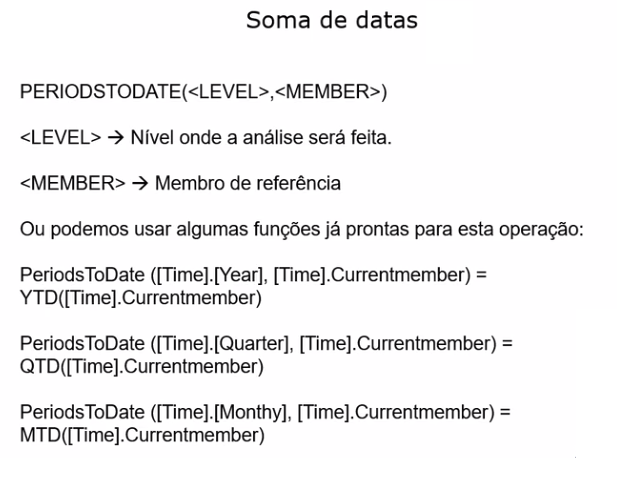 Soma de datas
PERIODSTODATE(<LEVEL>,<MEMBER>)
<LEVEL> → Nível onde a análise será feita.
<MEMBER> → Membro de referência
Ou podemos usar algumas funções já prontas para esta operação:
PeriodsToDate ([Time].[Year], [Time].Currentmember) =
YTD([Time].Currentmember)
PeriodsToDate ([Time].[Quarter], [Time].Currentmember) =
QTD([Time].Currentmember)
PeriodsToDate ([Time].[Monthy], [Time].Currentmember) =
MTD([Time].Currentmember)